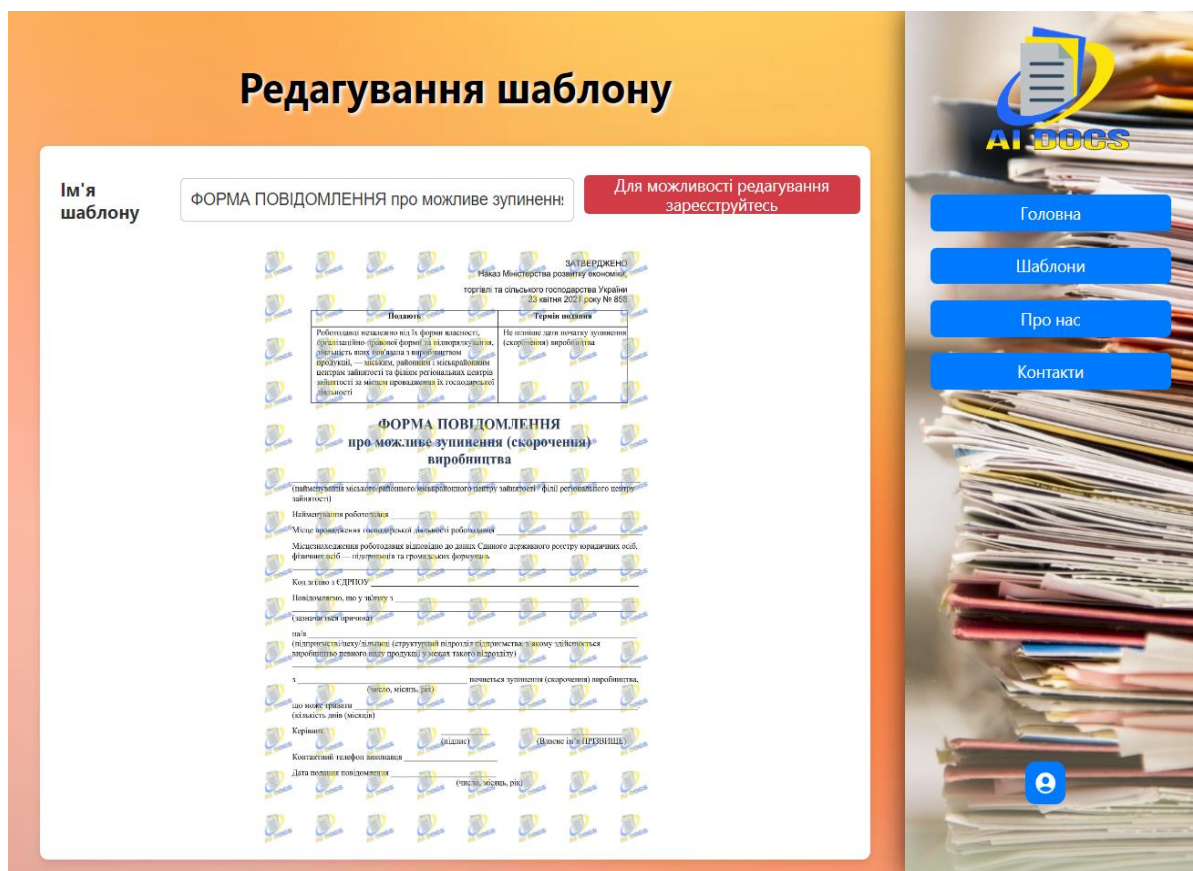 Редагування шаблону
Ім'я
шаблону
ФОРМА ПОВІДОМЛЕННЯ про можливе зупиненн
Для можливості редагування
зареєструйтесь
ЗАТВЕРДЖЕНО
Наказ Міністерства розвитку економіки,
торгівлі та сільського господарства України
23 квітня 2021 року № 858
Подають
Термін подання
Роботодавці незалежно від їх форми власності,
організаційно-правової форми та підпорядкування,
діяльність яких пов'язана з виробництвом
продукції, — міським, районним і міськрайонним
центрам зайнятості та філіям регіональних центрів
зайнятості за місцем провадження їх господарської
діяльності
Не пізніше дати початку зупинення
(скорочення) виробництва
ФОРМА ПОВІДОМЛЕННЯ
про можливе зупинення (скорочення)
виробництва
(найменування міського районного міськрайонного центру зайнятості / філії регіонального центру
зайнятості)
Найменування роботодавця
Місце провадження господарської діяльності роботодавця
Місцезнаходження роботодавця відповідно до даних Єдиного державного реєстру юридичних осіб,
фізичних осіб — підприємців та громадських формувань
Код згідно з ЄДРПОУ
Повідомляємо, що у зв'язку з
(зазначається причина)
на/в
(підприємстві/цеху/дільниці (структурний підрозділ підприємства, в якому здійснюється
виробництво певного виду продукції у межах такого підрозділу)
з почнеться зупинення (скорочення) виробництва,
(число, місяць, рік)
що може тривати
(кількість днів (місяців)
Керівник
(підпис) (Власне ім'я ПРІЗВИЩЕ)
Контактний телефон виконавця
Дата подання повідомлення
(число, місяць, рік)
AI DOCS
Головна
Шаблони
Про нас
Контакти